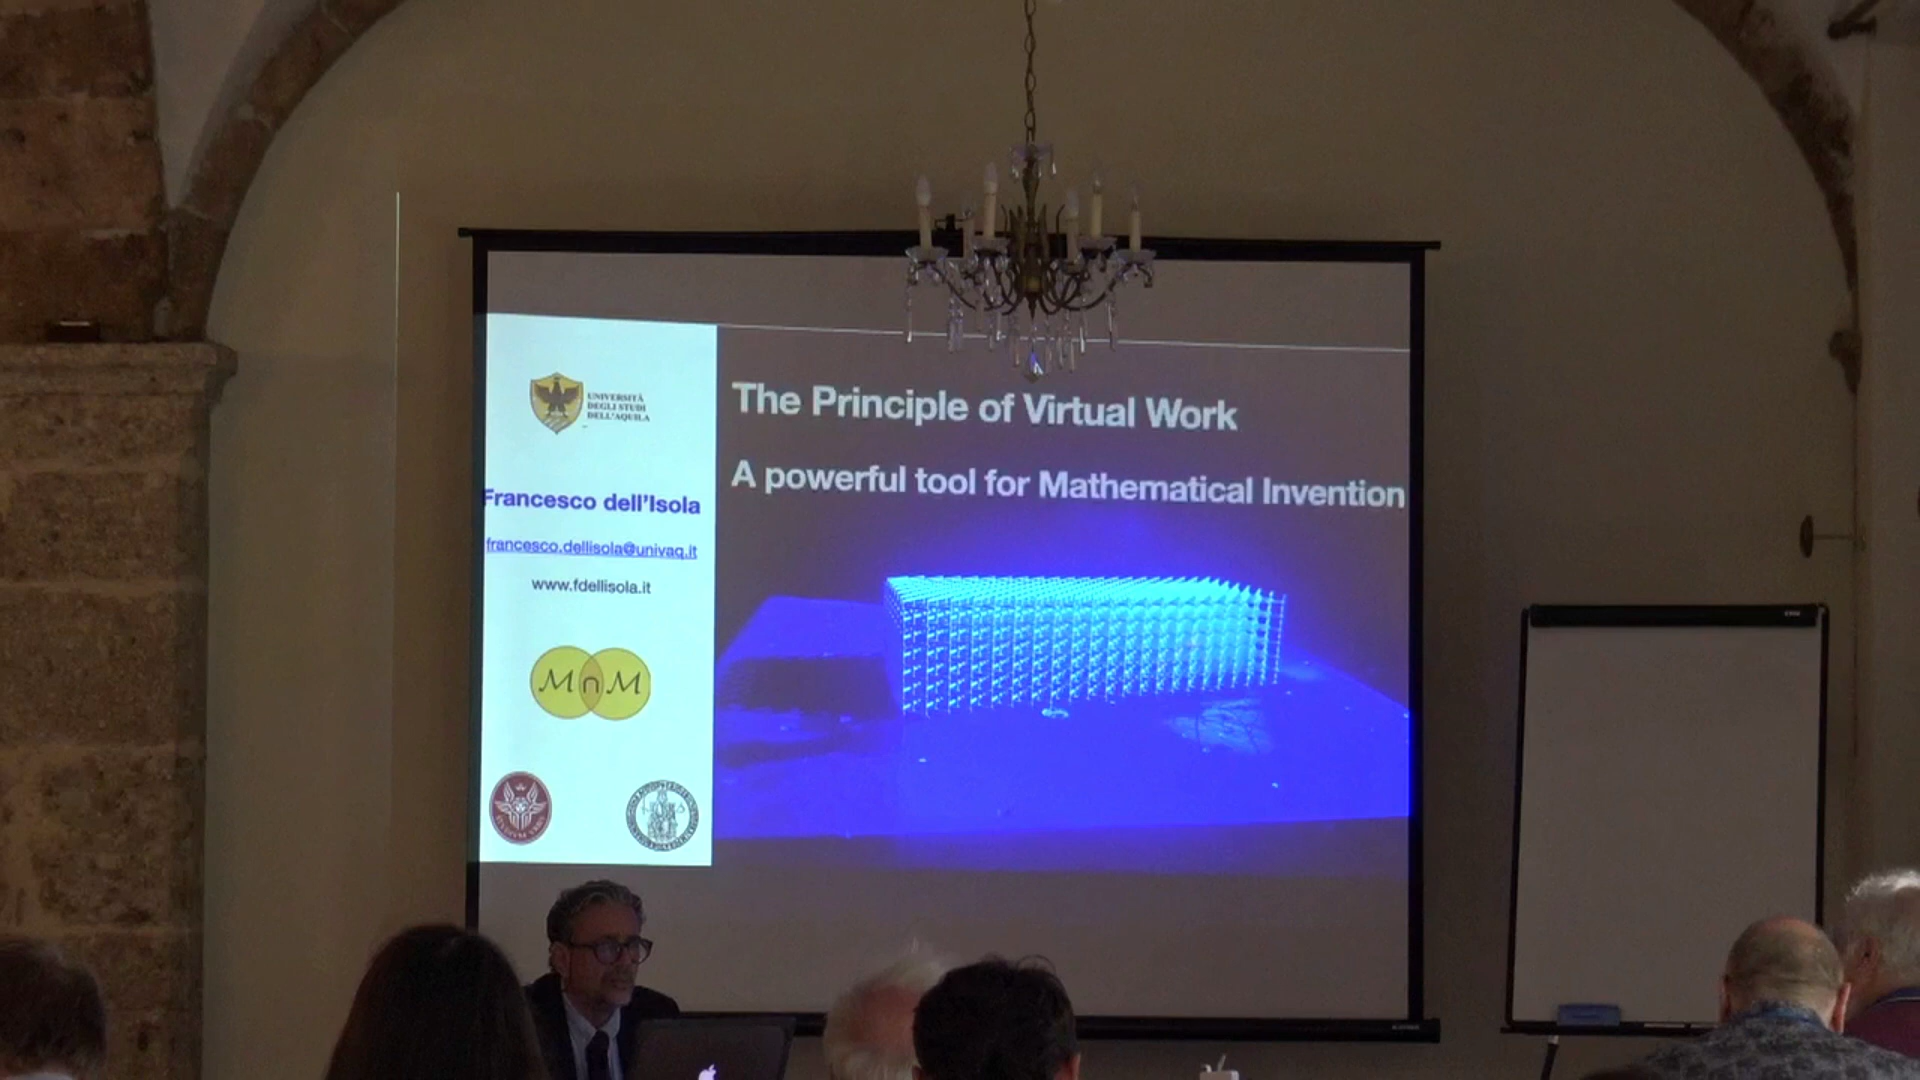 UNIVERSITÀ
DEGLI STUDI
DELL'AQUILA
Francesco dell'Isola
francesco.dellisola@univaq.it
www.fdellisola.it
M∩M
The Principle of Virtual Work
A powerful tool for Mathematical Invention